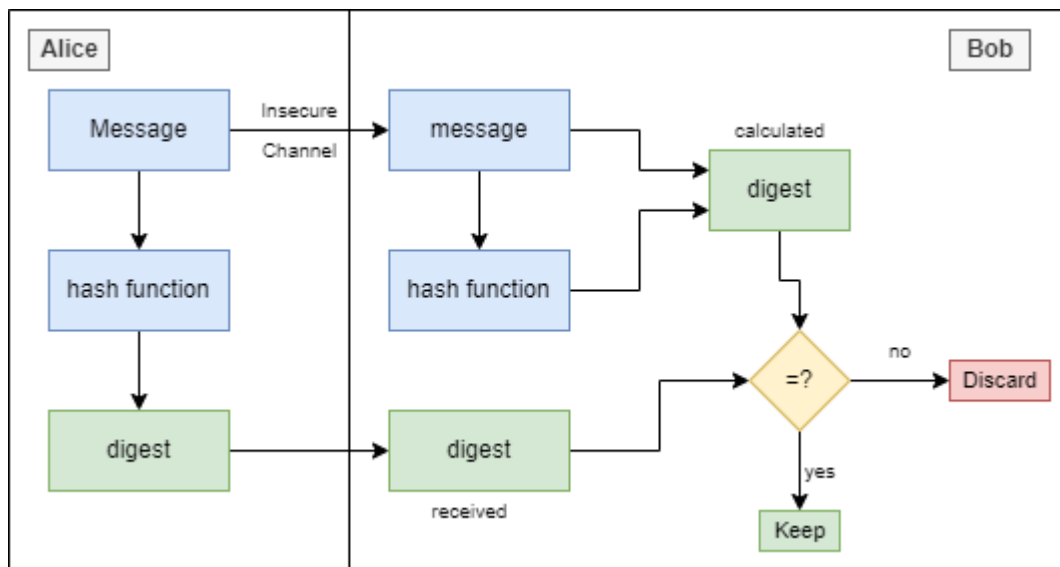 Alice
Bob
Message
Insecure
Channel
message
calculated
digest
hash function
hash function
=?
no
Discard
digest
digest
received
yes
Keep